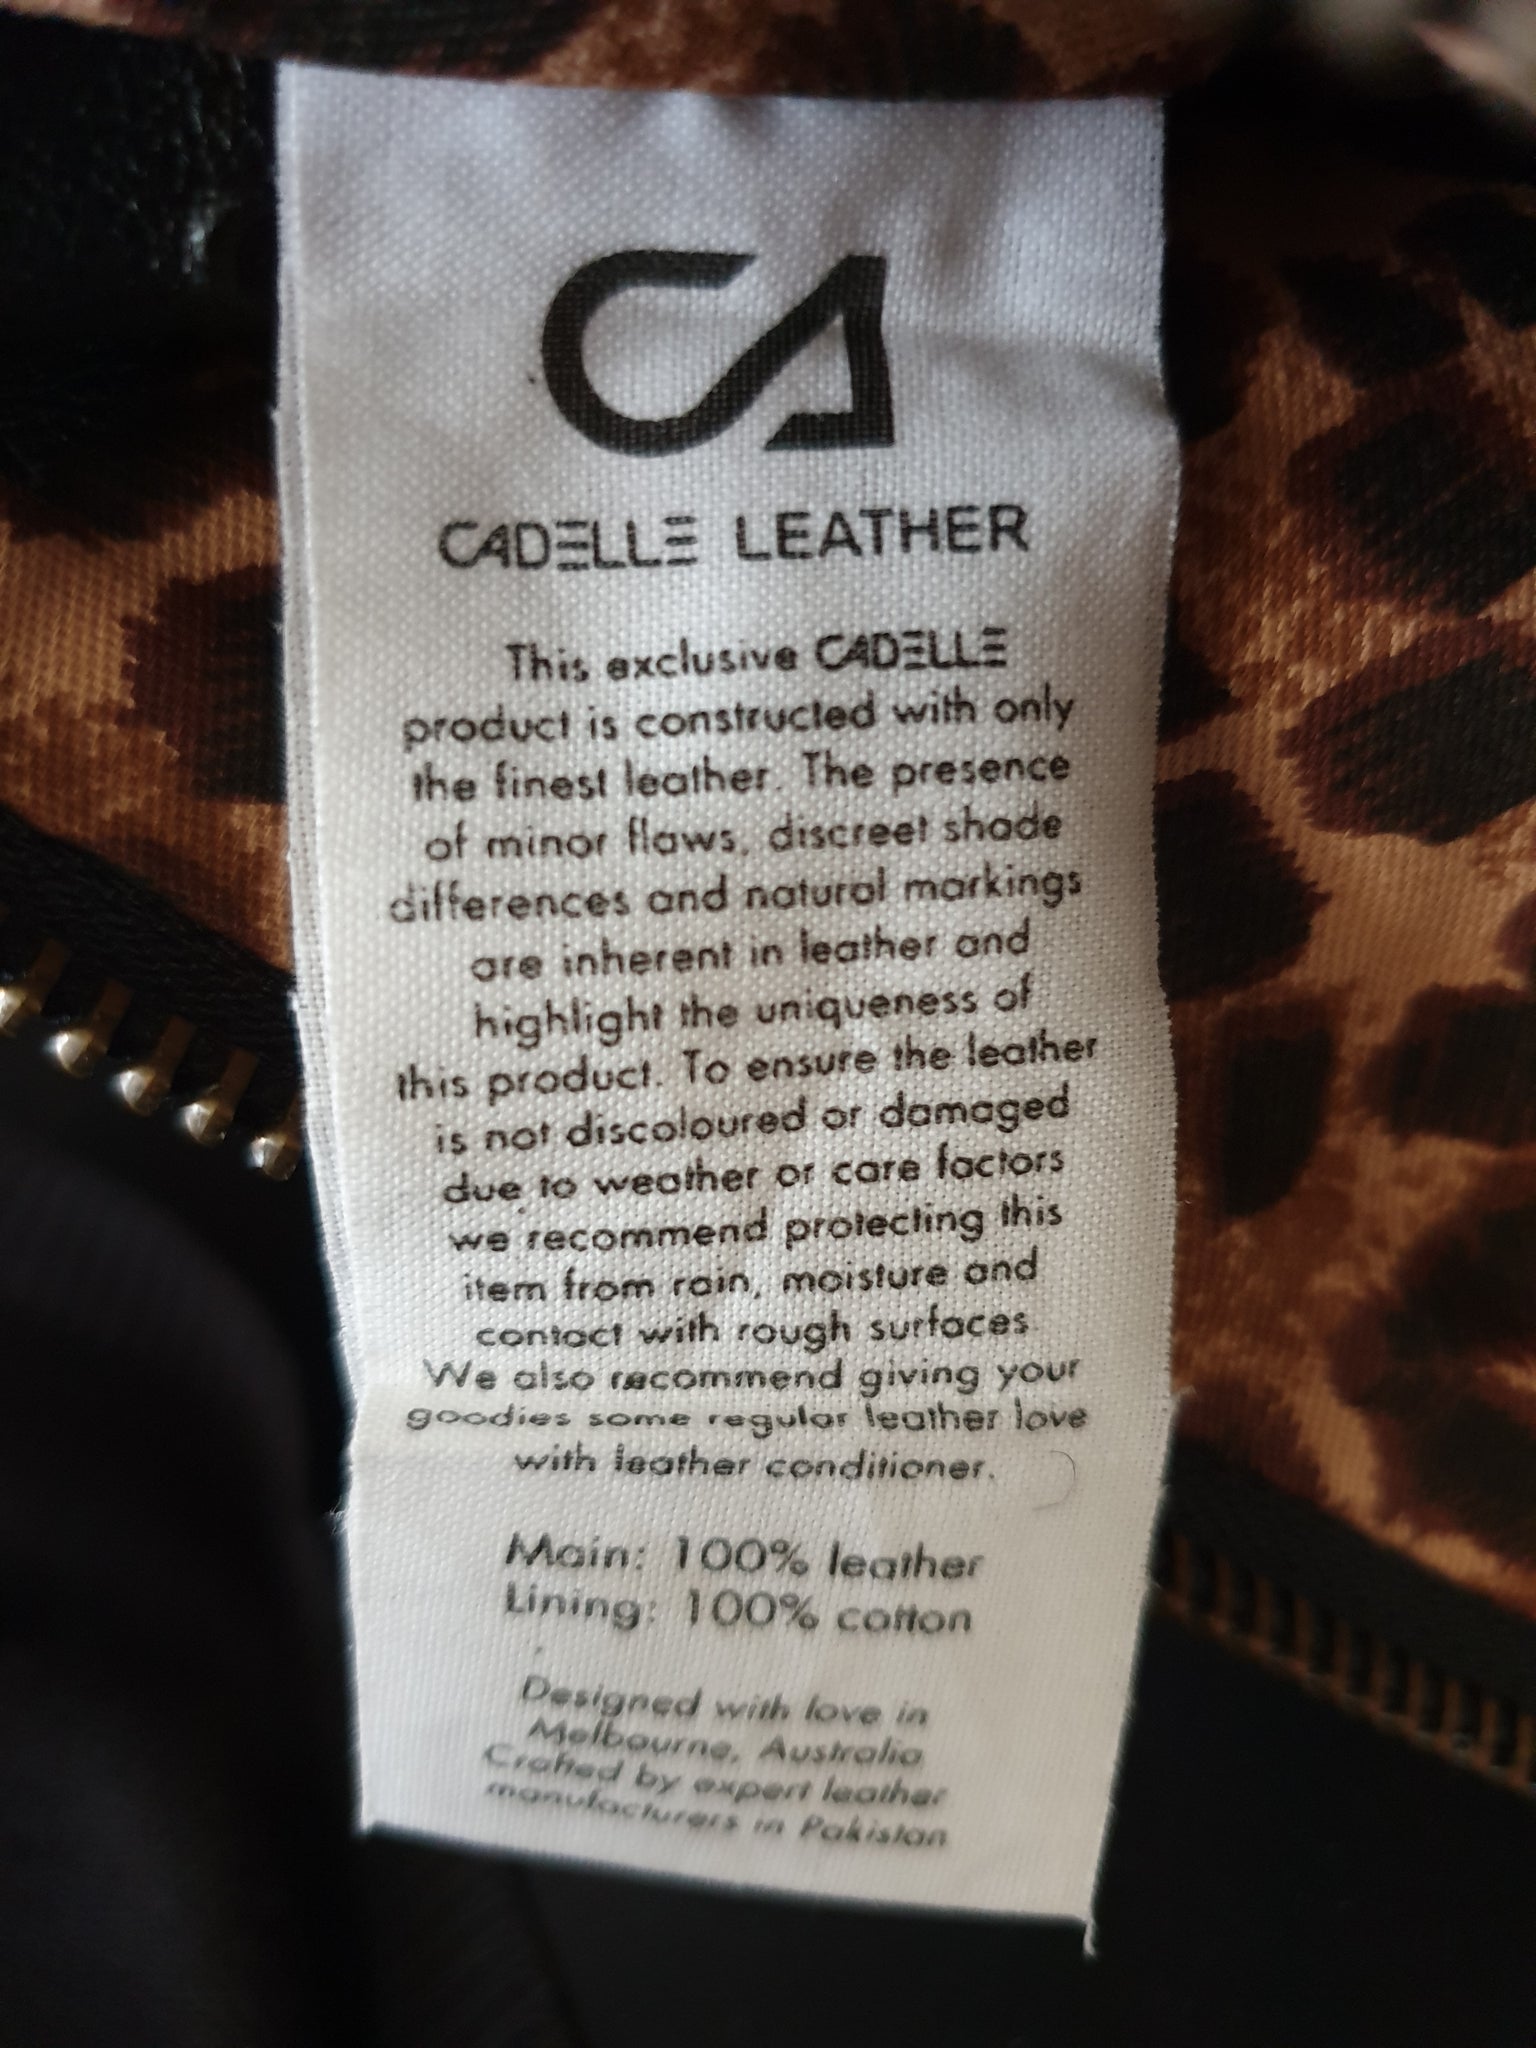 CA
CADELLE LEATHER
This exclusive CADELLE
product is constructed with only
the finest leather. The presence
of minor flaws, discreet shade
differences and natural markings
are inherent in leather and
highlight the uniqueness of
this product. To ensure the leather
is not discoloured or damaged
due to weather or care factors
we recommend protecting this
item from rain, moisture and
contact with rough surfaces.
We also recommend giving your
goodies some regular leather love
with leather conditioner.
Main: 100% leather
Lining: 100% cotton
Designed with love in
Melbourne, Australia
Crafted by expert leather
manufacturers in Pakistan